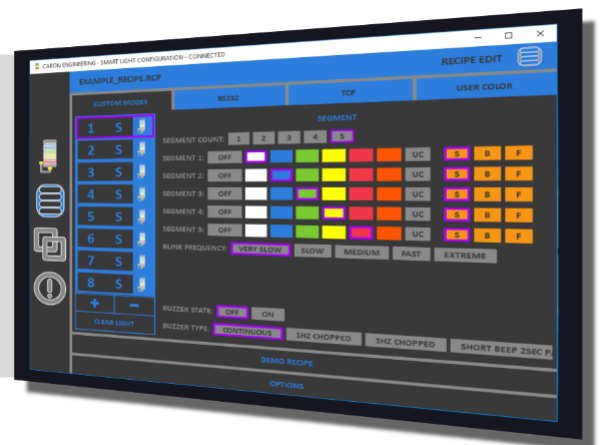 CARON ENGINEERING - SMART LIGHT CONFIGURATION - CONNECTED
EXAMPLE_RECIPE.RCP
RECIPE EDIT
CUSTOM MODES
RS232
TCP
USER COLOR
SEGMENT
1 S
2 S
3 S
4 S
5 S
6 S
7 S
8 S
+ −
CLEAR LIGHT
SEGMENT COUNT: 1 2 3 4 5
SEGMENT 1: OFF UC S B F
SEGMENT 2: OFF UC S B F
SEGMENT 3: OFF UC S B F
SEGMENT 4: OFF UC S B F
SEGMENT 5: OFF UC S B F
BLINK FREQUENCY: VERY SLOW SLOW MEDIUM FAST EXTREME
BUZZER STATE: OFF ON
BUZZER TYPE: CONTINUOUS 1HZ CHOPPED 5HZ CHOPPED SHORT BEEP 2SEC PA
DEMO RECIPE
OPTIONS